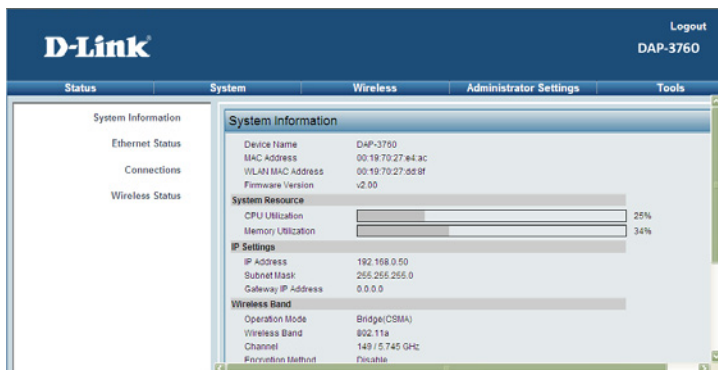 Logout
D-Link
DAP-3760
Status System Wireless Administrator Settings Tools
System Information
Ethernet Status
Connections
Wireless Status
System Information
Device Name DAP-3760
MAC Address 00:19:70:27:e4:ac
WLAN MAC Address 00:19:70:27:dd:8f
Firmware Version v2.00
System Resource
CPU Utilization 25%
Memory Utilization 34%
IP Settings
IP Address 192.168.0.50
Subnet Mask 255.255.255.0
Gateway IP Address 0.0.0.0
Wireless Band
Operation Mode Bridge(CSMA)
Wireless Band 802.11a
Channel 149 / 5.745 GHz
Encryption Method Disable